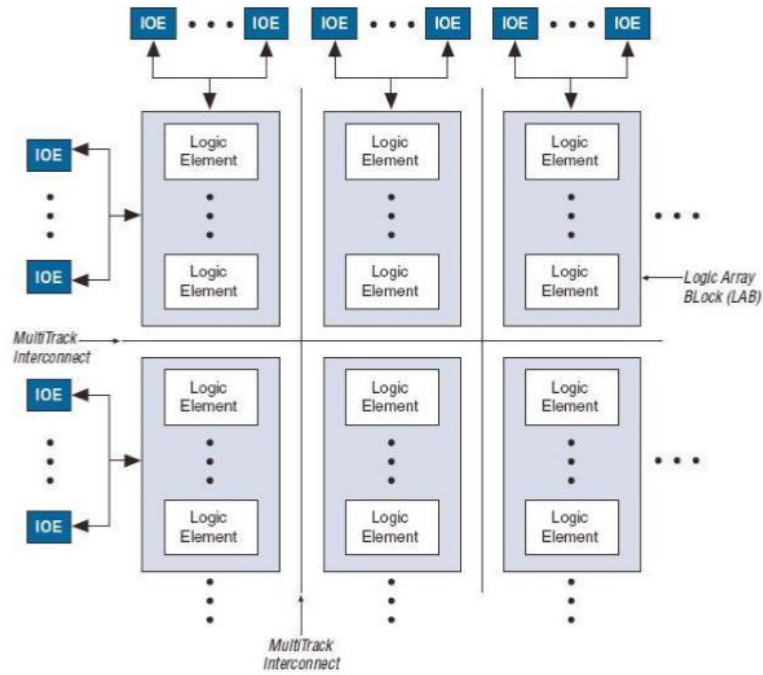 IOE IOE IOE IOE IOE IOE
Logic Element
Logic Element
Logic Element
IOE
IOE
Logic Element
Logic Element
Logic Element
Logic Array
BLock (LAB)
MultiTrack
Interconnect
IOE
Logic Element
Logic Element
Logic Element
IOE
Logic Element
Logic Element
Logic Element
MultiTrack
Interconnect